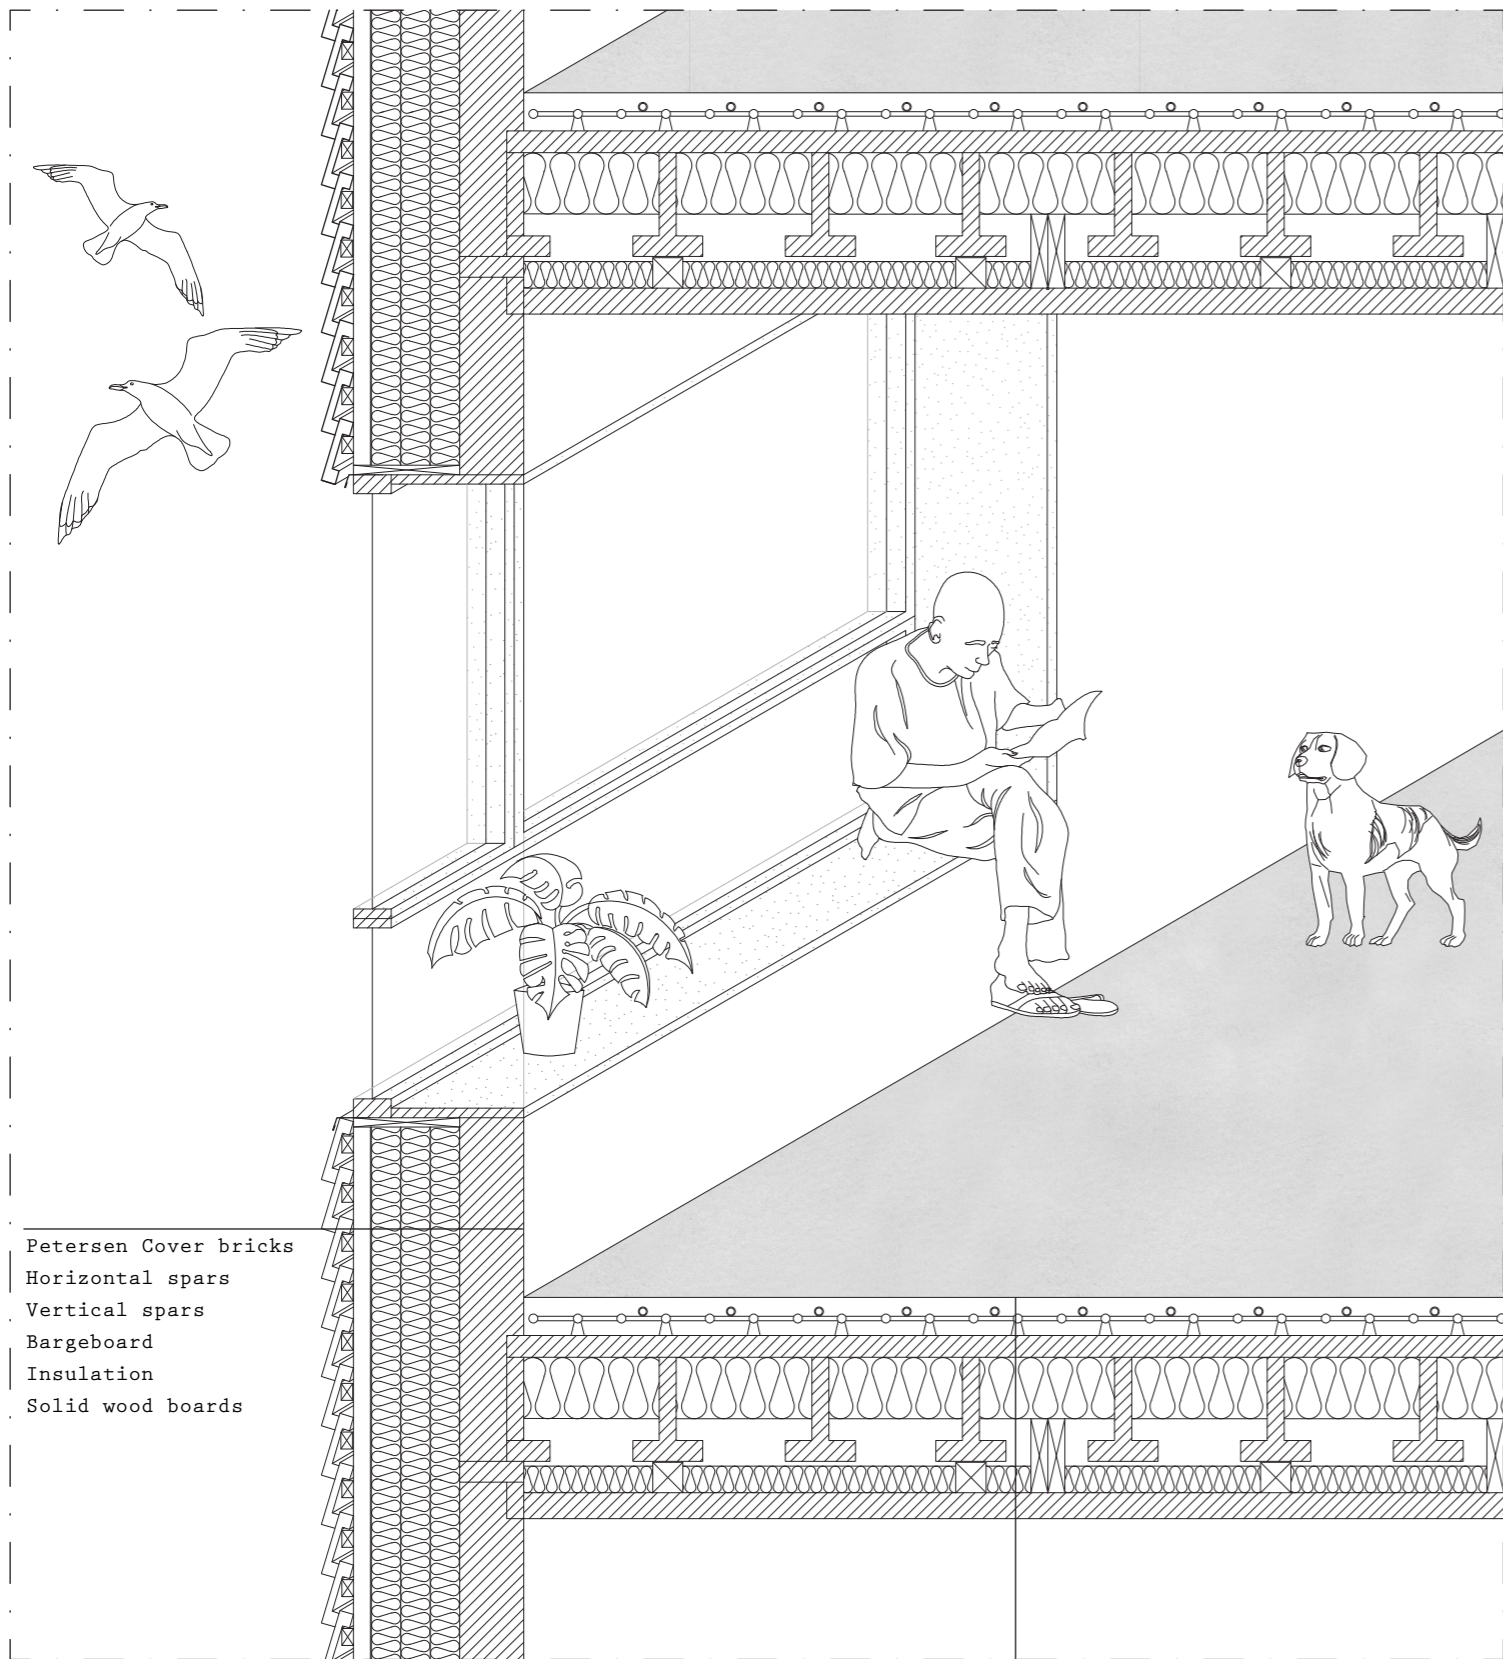 Petersen Cover bricks
Horizontal spars
Vertical spars
Bargeboard
Insulation
Solid wood boards